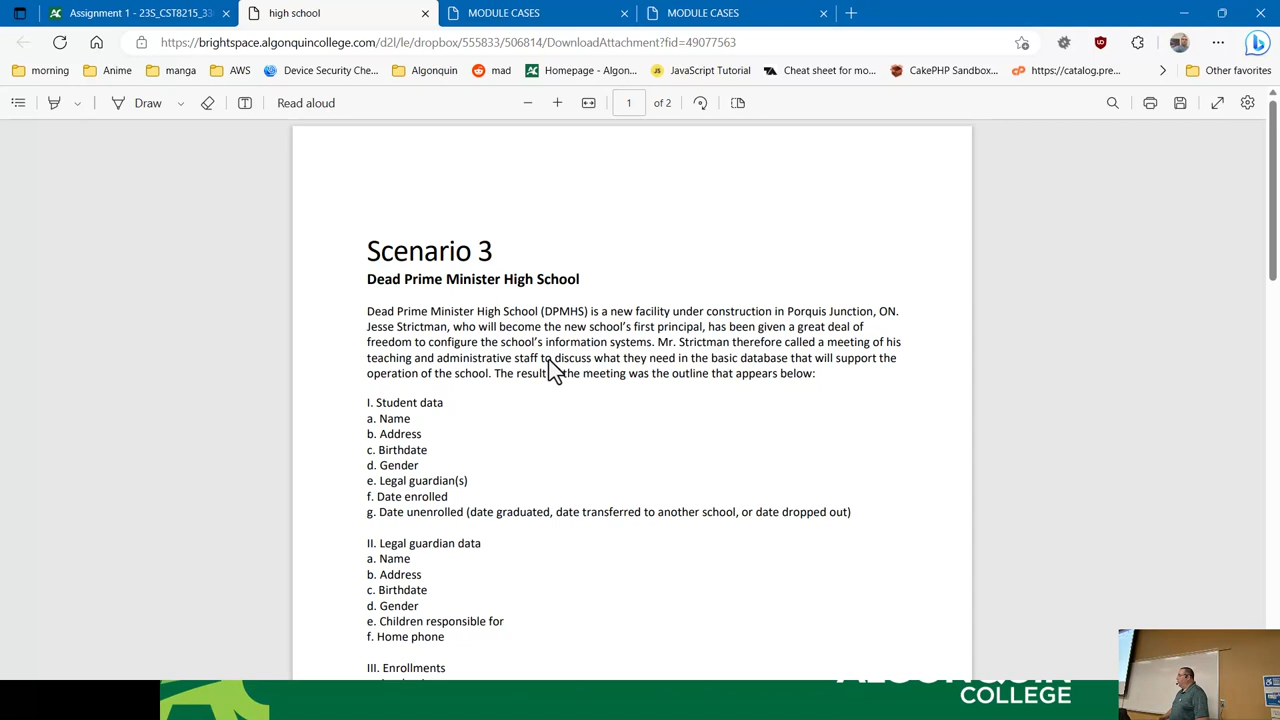 Assignment 1 - 23S_CST8215_33
high school
MODULE CASES
MODULE CASES
https://brightspace.algonquincollege.com/d2l/le/dropbox/555833/506814/DownloadAttachment?fid=49077563
morning
Anime
manga
AWS
Device Security Che...
Algonquin
mad
Homepage - Algon...
JavaScript Tutorial
Cheat sheet for mo...
CakePHP Sandbox...
https://catalog.pre...
Other favorites
Draw
Read aloud
1
of 2
Scenario 3
Dead Prime Minister High School
Dead Prime Minister High School (DPMHS) is a new facility under construction in Porquis Junction, ON.
Jesse Strictman, who will become the new school's first principal, has been given a great deal of
freedom to configure the school's information systems. Mr. Strictman therefore called a meeting of his
teaching and administrative staff to discuss what they need in the basic database that will support the
operation of the school. The result the meeting was the outline that appears below:
I. Student data
a. Name
b. Address
c. Birthdate
d. Gender
e. Legal guardian(s)
f. Date enrolled
g. Date unenrolled (date graduated, date transferred to another school, or date dropped out)
II. Legal guardian data
a. Name
b. Address
c. Birthdate
d. Gender
e. Children responsible for
f. Home phone
III. Enrollments
ALGONQUIN
COLLEGE